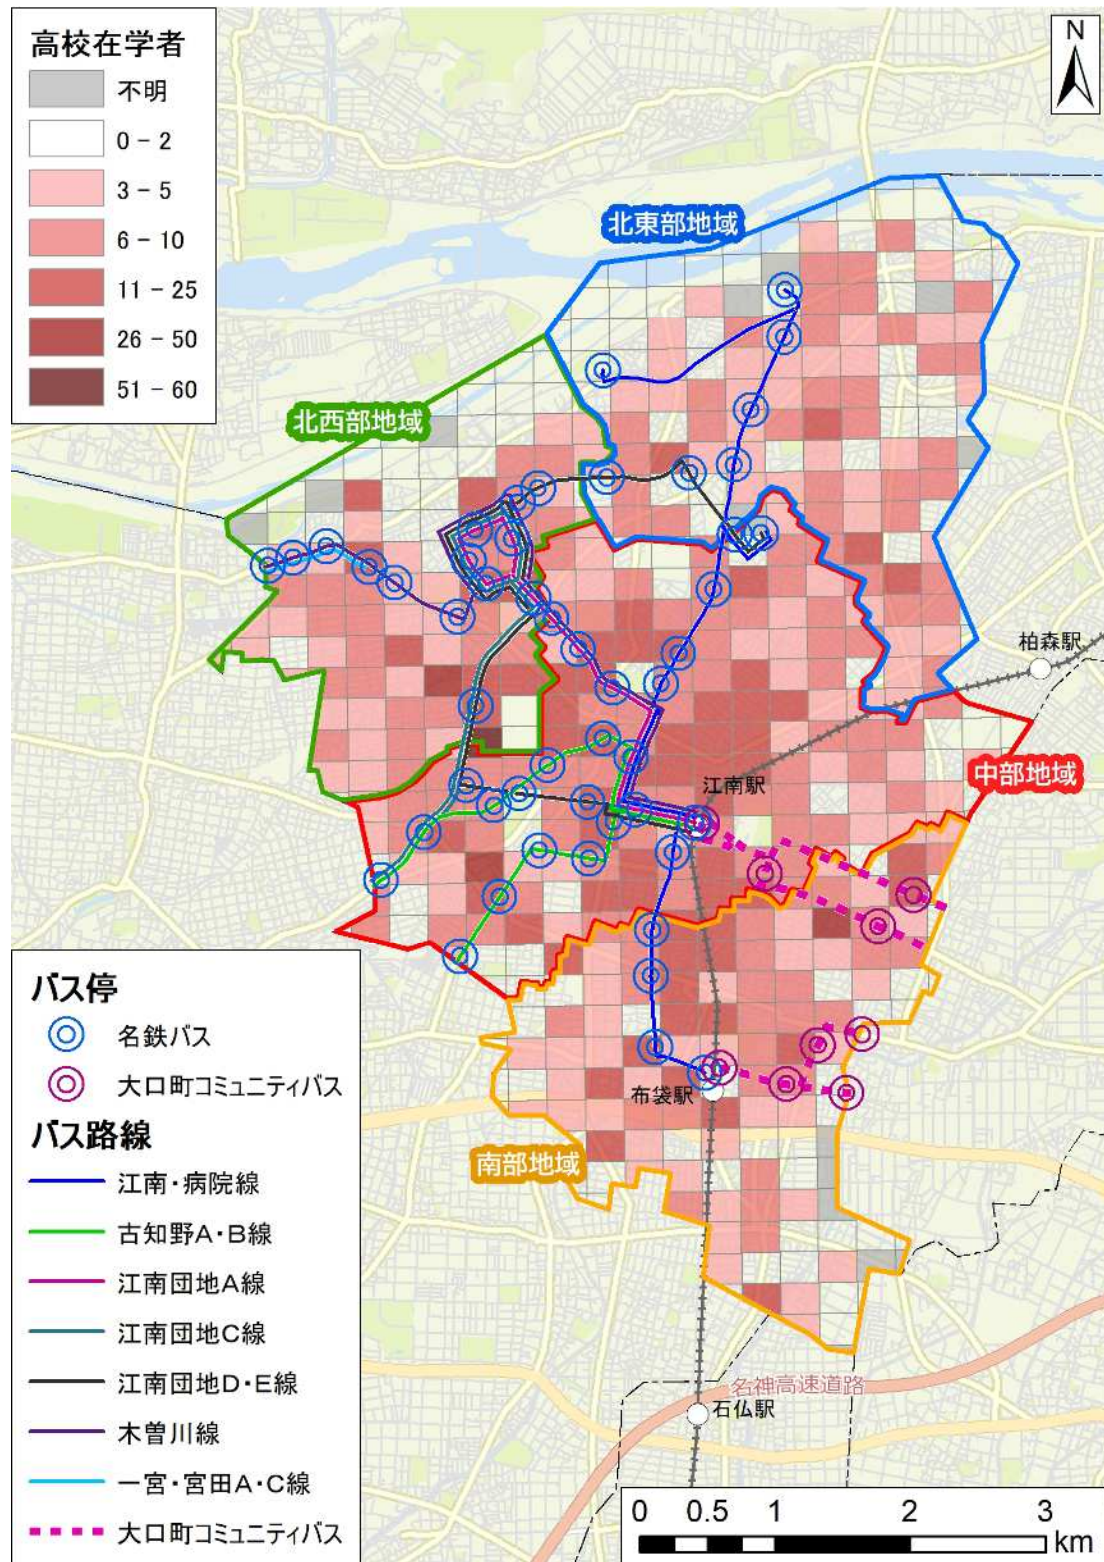 高校在学者
不明
0 - 2
3 - 5
6 - 10
11 - 25
26 - 50
51 - 60
N
北東部地域
北西部地域
柏森駅
江南駅
中部地域
布袋駅
南部地域
名神高速道路
石仏駅
バス停
名鉄バス
大口町コミュニティバス
バス路線
江南・病院線
古知野A・B線
江南団地A線
江南団地C線
江南団地D・E線
木曽川線
一宮・宮田A・C線
大口町コミュニティバス
0 0.5 1 2 3
km